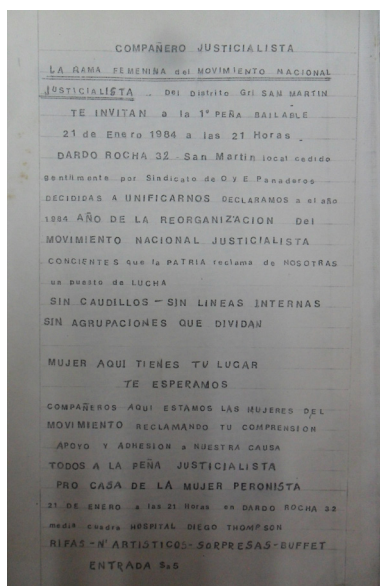 COMPAÑERO JUSTICIALISTA
LA RAMA FEMENINA del MOVIMIENTO NACIONAL
JUSTICIALISTA . Del Distrito Grl SAN MARTIN
TE INVITAN a la 1º PEÑA BAILABLE
21 de Enero 1984 a las 21 Horas .
DARDO ROCHA 32 - San Martin local cedido
gentilmente por Sindicato de O y E Panaderos
DECIDIDAS A UNIFICARNOS DECLARAMOS a el año
1984 AÑO DE LA REORGANIZACION Del
MOVIMIENTO NACIONAL JUSTICIALISTA
CONCIENTES que la PATRIA reclama de NOSOTRAS
un puesto de LUCHA
SIN CAUDILLOS - SIN LINEAS INTERNAS
SIN AGRUPACIONES QUE DIVIDAN
MUJER AQUI TIENES TU LUGAR
TE ESPERAMOS
COMPAÑEROS AQUI ESTAMOS LAS MUJERES DEL
MOVIMIENTO RECLAMANDO TU COMPRENSION
APOYO Y ADHESION a NUESTRA CAUSA
TODOS A LA PEÑA JUSTICIALISTA
PRO CASA DE LA MUJER PERONISTA
21 DE ENERO a las 21 Horas en DARDO ROCHA 32
media cuadra HOSPITAL DIEGO THOMPSON
RIFAS-Nº ARTISTICOS-SORPRESAS-BUFFET
ENTRADA